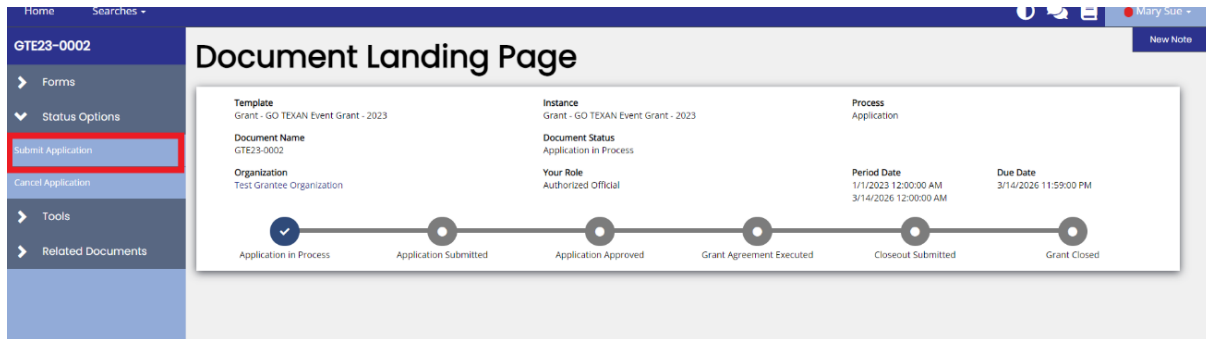 Home Searches
Mary Sue
GTE23-0002
New Note
Document Landing Page
Forms
Status Options
Submit Application
Cancel Application
Tools
Related Documents
Template
Grant - GO TEXAN Event Grant - 2023
Instance
Grant - GO TEXAN Event Grant - 2023
Process
Application
Document Name
GTE23-0002
Document Status
Application in Process
Organization
Test Grantee Organization
Your Role
Authorized Official
Period Date
1/1/2023 12:00:00 AM
3/14/2026 12:00:00 AM
Due Date
3/14/2026 11:59:00 PM
Application in Process
Application Submitted
Application Approved
Grant Agreement Executed
Closeout Submitted
Grant Closed